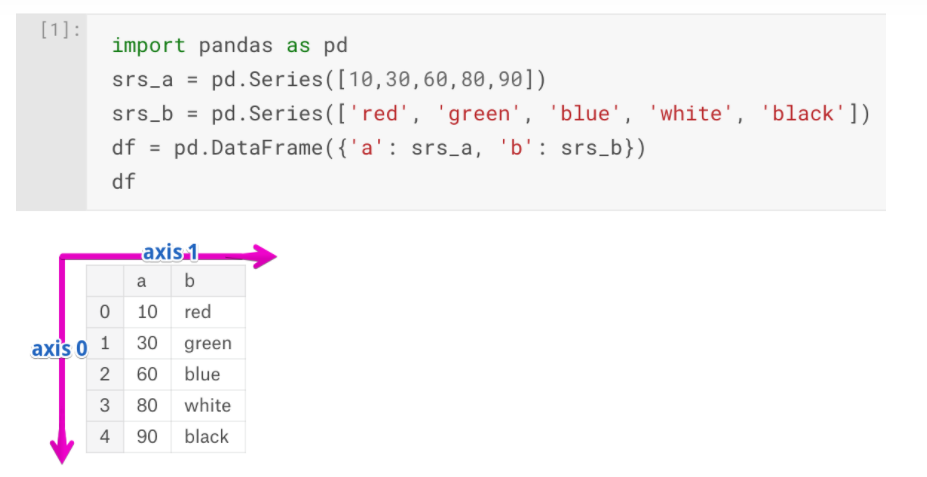 [1]:
import pandas as pd
srs_a = pd.Series([10,30,60,80,90])
srs_b = pd.Series(['red', 'green', 'blue', 'white', 'black'])
df = pd.DataFrame({'a': srs_a, 'b': srs_b})
df
axis 1
a b
0 10 red
axis 0
1 30 green
2 60 blue
3 80 white
4 90 black